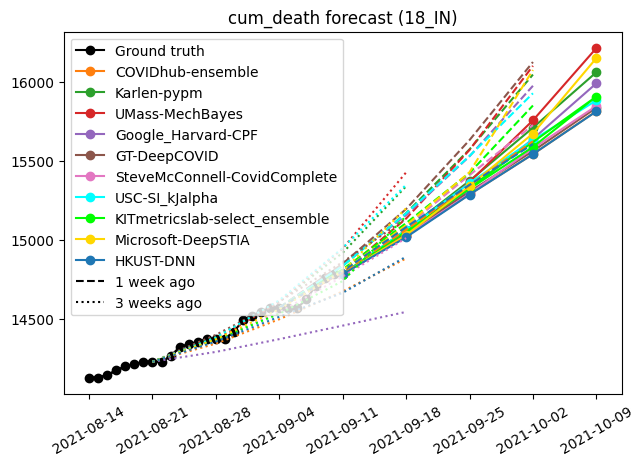 cum_death forecast (18_IN)
Ground truth
COVIDhub-ensemble
Karlen-pypm
UMass-MechBayes
Google_Harvard-CPF
GT-DeepCOVID
SteveMcConnell-CovidComplete
USC-SI_kJalpha
KITmetricslab-select_ensemble
Microsoft-DeepSTIA
HKUST-DNN
1 week ago
3 weeks ago
16000
15500
15000
14500
2021-08-14
2021-08-21
2021-08-28
2021-09-04
2021-09-11
2021-09-18
2021-09-25
2021-10-02
2021-10-09